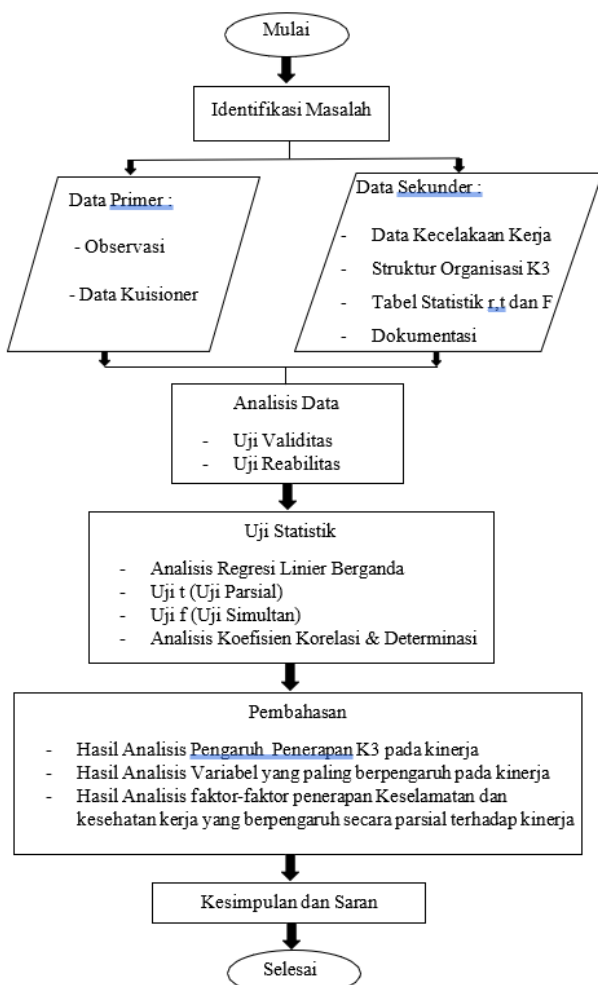 Mulai
Identifikasi Masalah
Data Primer :
- Observasi
- Data Kuisioner
Data Sekunder :
- Data Kecelakaan Kerja
- Struktur Organisasi K3
- Tabel Statistik r,t dan F
- Dokumentasi
Analisis Data
- Uji Validitas
- Uji Reabilitas
Uji Statistik
- Analisis Regresi Linier Berganda
- Uji t (Uji Parsial)
- Uji f (Uji Simultan)
- Analisis Koefisien Korelasi & Determinasi
Pembahasan
- Hasil Analisis Pengaruh Penerapan K3 pada kinerja
- Hasil Analisis Variabel yang paling berpengaruh pada kinerja
- Hasil Analisis faktor-faktor penerapan Keselamatan dan
kesehatan kerja yang berpengaruh secara parsial terhadap kinerja
Kesimpulan dan Saran
Selesai